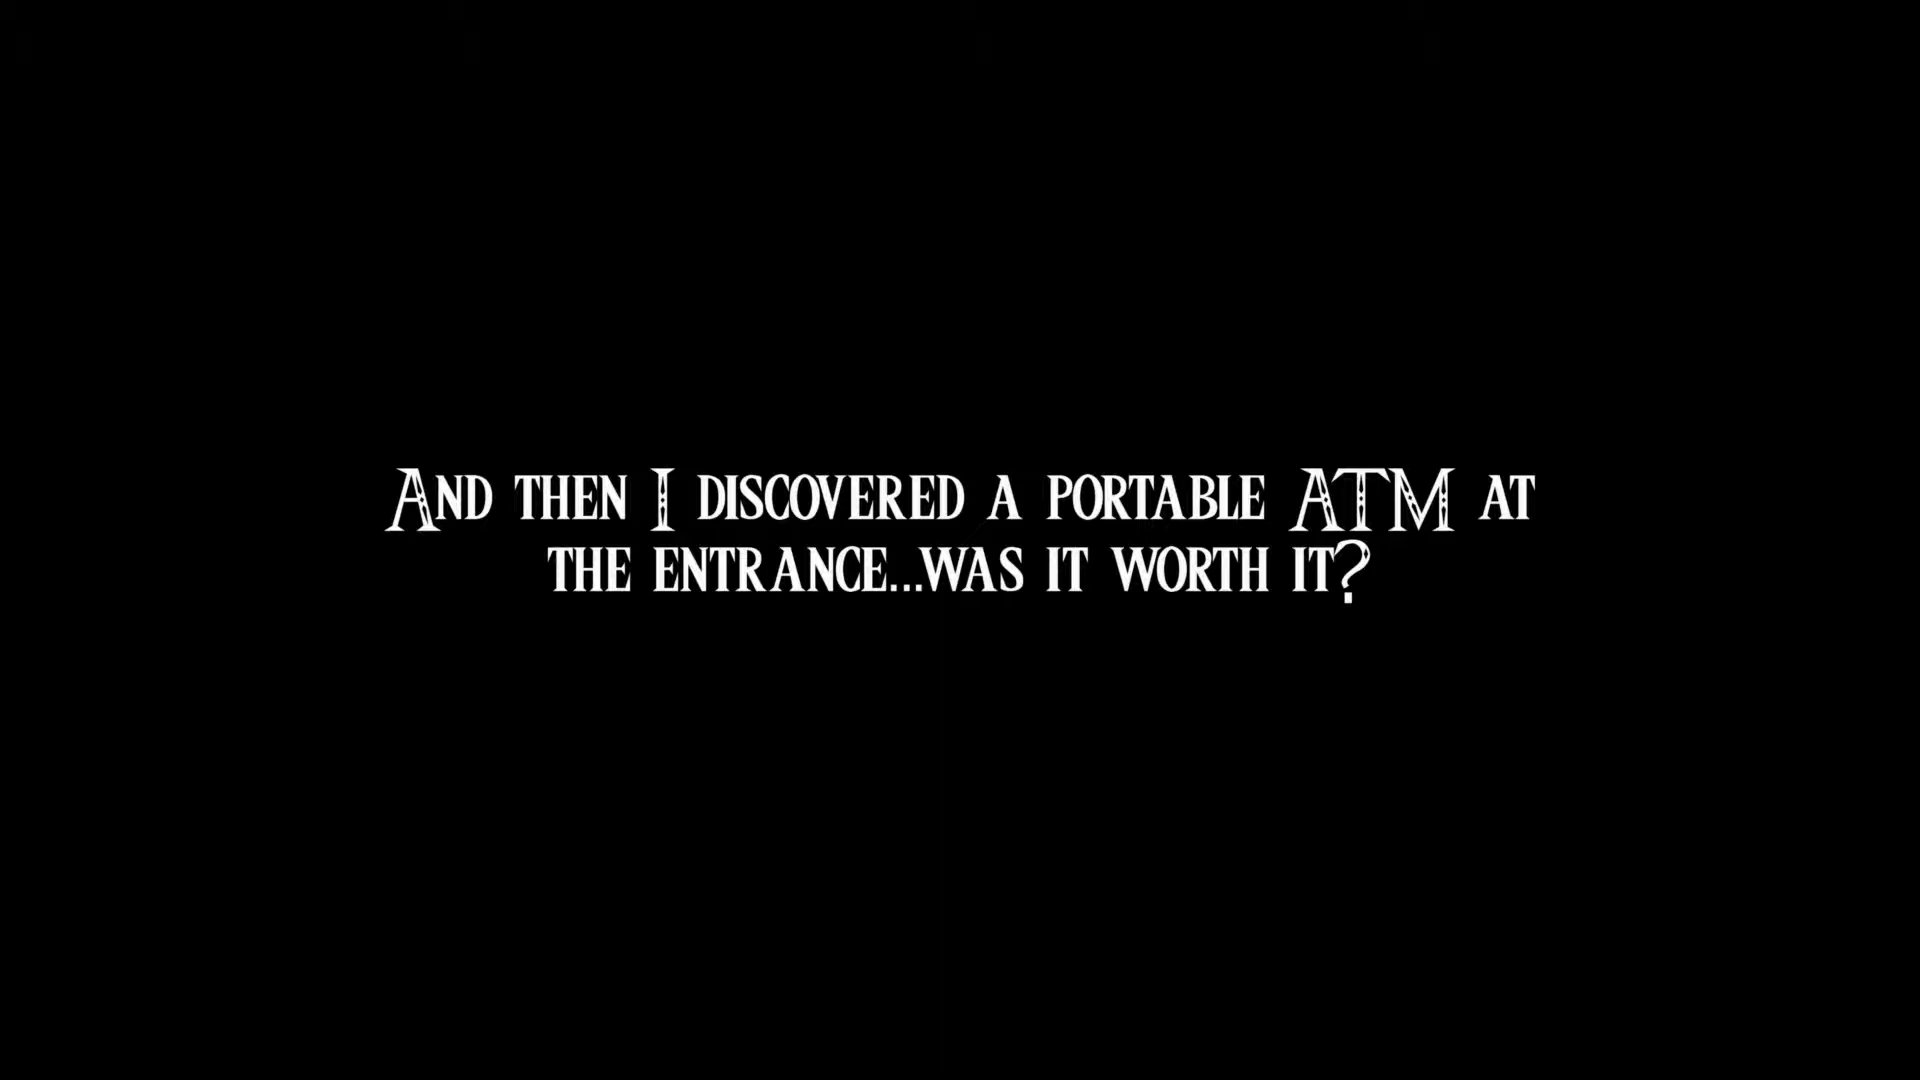 And then I discovered a portable ATM at
the entrance...was it worth it?